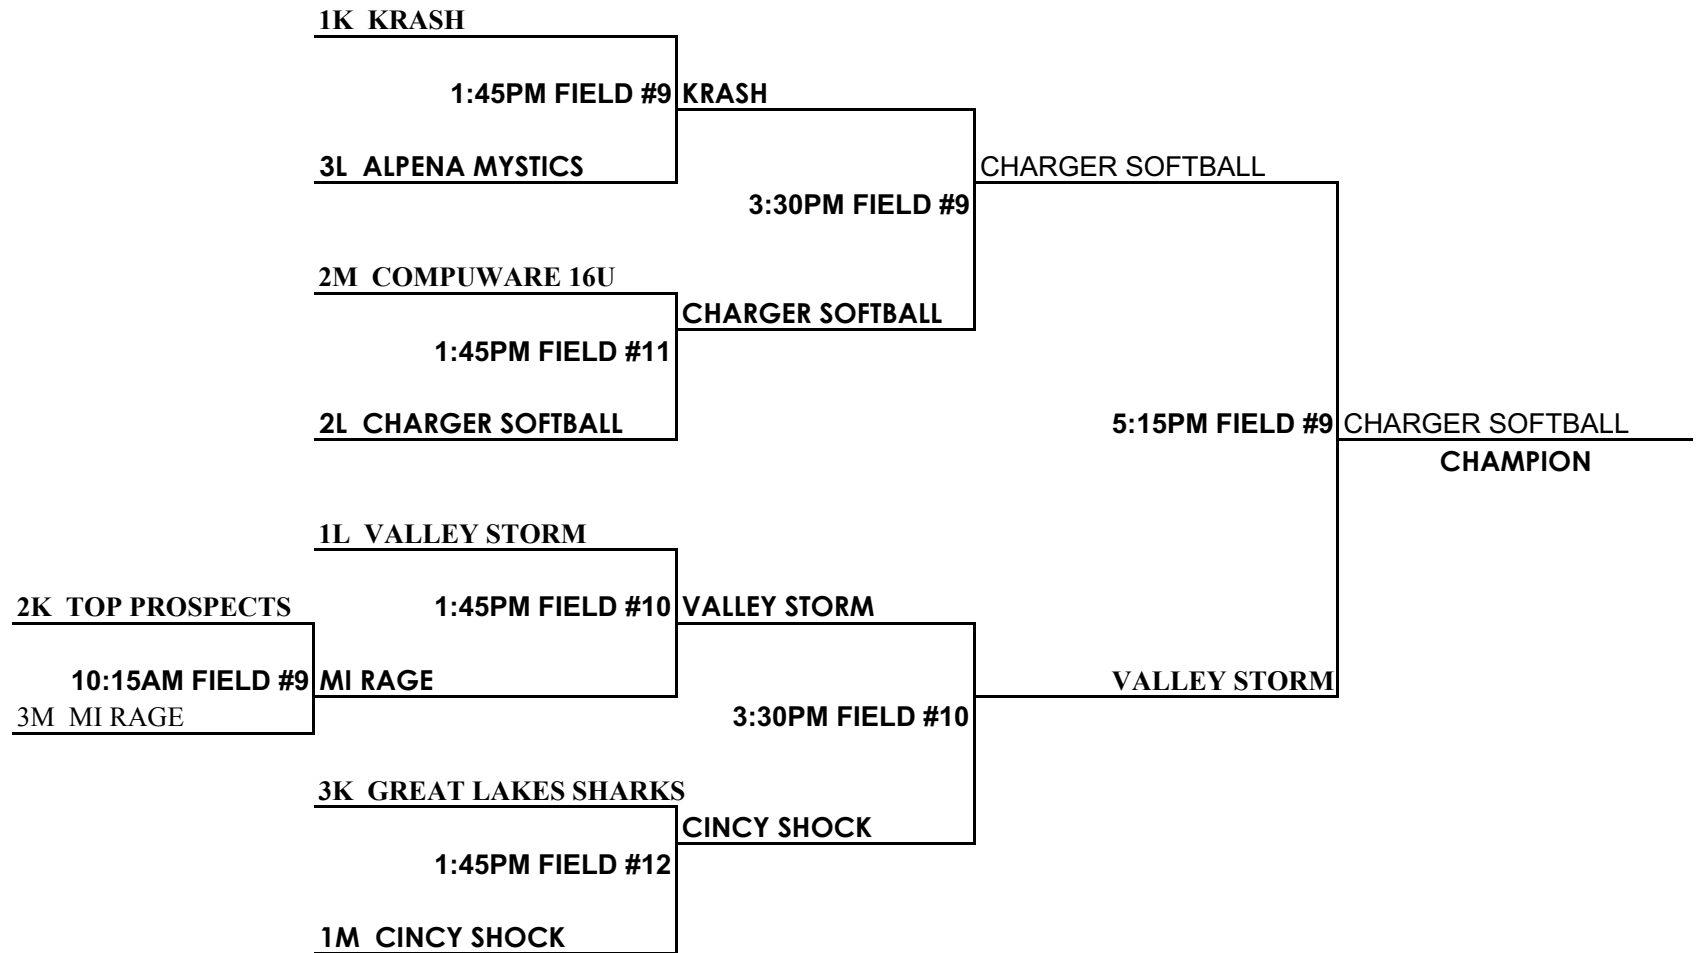 1K KRASH
1:45PM FIELD #9 KRASH
3L ALPENA MYSTICS
CHARGER SOFTBALL
3:30PM FIELD #9
2M COMPUWARE 16U
CHARGER SOFTBALL
1:45PM FIELD #11
2L CHARGER SOFTBALL
5:15PM FIELD #9 CHARGER SOFTBALL
CHAMPION
1L VALLEY STORM
2K TOP PROSPECTS
1:45PM FIELD #10 VALLEY STORM
10:15AM FIELD #9 MI RAGE
VALLEY STORM
3M MI RAGE
3:30PM FIELD #10
3K GREAT LAKES SHARKS
CINCY SHOCK
1:45PM FIELD #12
1M CINCY SHOCK